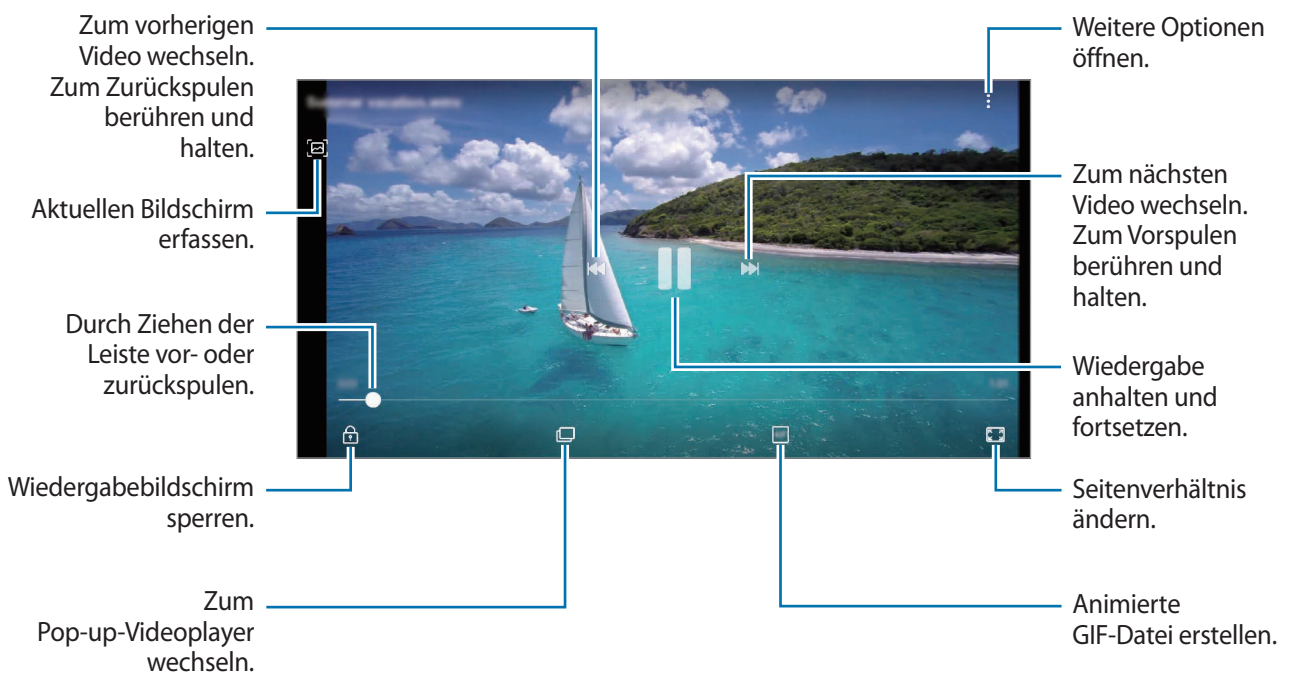 Zum vorherigen
Video wechseln.
Zum Zurückspulen
berühren und
halten.
Aktuellen Bildschirm
erfassen.
Durch Ziehen der
Leiste vor- oder
zurückspulen.
Wiedergabebildschirm
sperren.
Zum
Pop-up-Videoplayer
wechseln.
Weitere Optionen
öffnen.
Zum nächsten
Video wechseln.
Zum Vorspulen
berühren und
halten.
Wiedergabe
anhalten und
fortsetzen.
Seitenverhältnis
ändern.
Animierte
GIF-Datei erstellen.